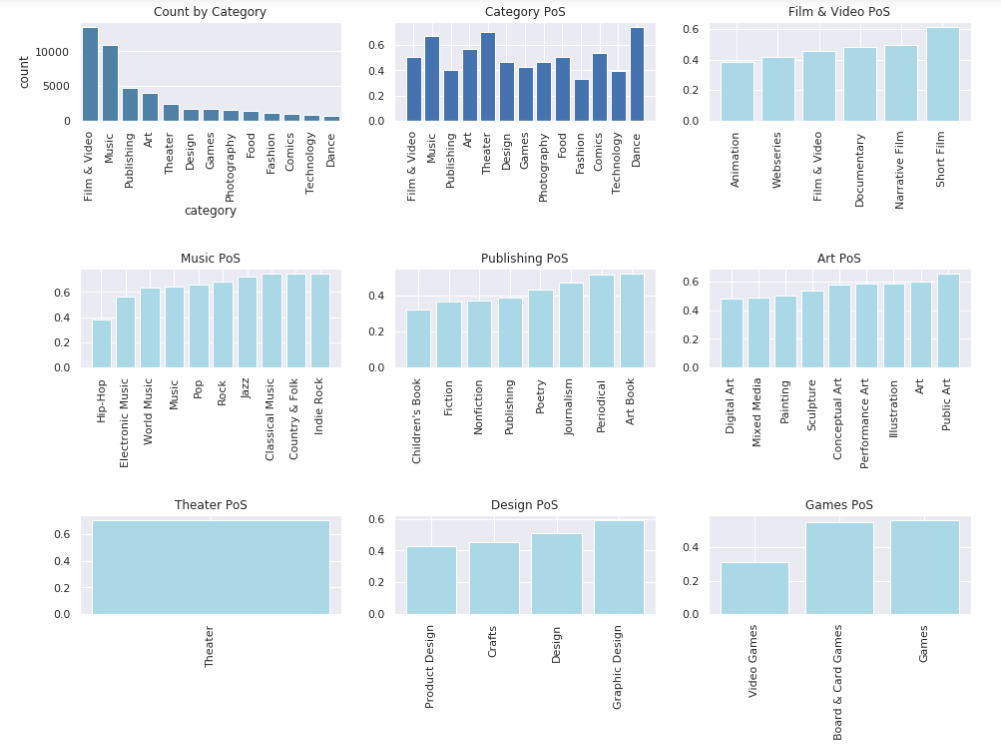 Count by Category
count
10000
5000
0
Film & Video
Music
Publishing
Art
Theater
Design
Games
Photography
Food
Fashion
Comics
Technology
Dance
category
Category PoS
0.6
0.4
0.2
0.0
Film & Video
Music
Publishing
Art
Theater
Design
Games
Photography
Food
Fashion
Comics
Technology
Dance
Film & Video PoS
0.6
0.4
0.2
0.0
Animation
Webseries
Film & Video
Documentary
Narrative Film
Short Film
Music PoS
0.6
0.4
0.2
0.0
Hip-Hop
Electronic Music
World Music
Music
Pop
Rock
Jazz
Classical Music
Country & Folk
Indie Rock
Publishing PoS
0.4
0.2
0.0
Children's Book
Fiction
Nonfiction
Publishing
Poetry
Journalism
Periodical
Art Book
Art PoS
0.6
0.4
0.2
0.0
Digital Art
Mixed Media
Painting
Sculpture
Conceptual Art
Performance Art
Illustration
Art
Public Art
Theater PoS
0.6
0.4
0.2
0.0
Theater
Design PoS
0.6
0.4
0.2
0.0
Product Design
Crafts
Design
Graphic Design
Games PoS
0.4
0.2
0.0
Video Games
Board & Card Games
Games